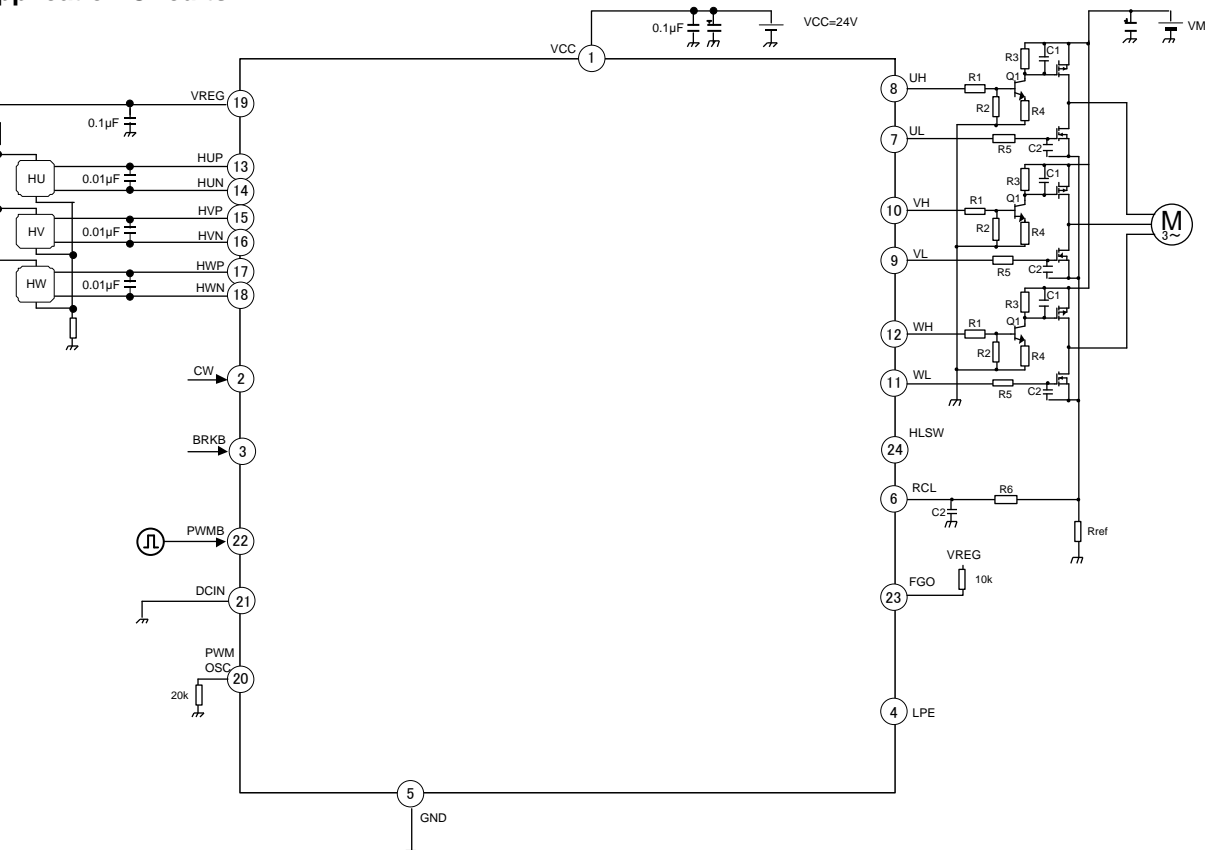 VCC
1
0.1µF
VCC=24V
VM
VREG
19
0.1µF
HU
HUP
13
0.01µF
HUN
14
HV
HVP
15
0.01µF
HVN
16
HW
HWP
17
0.01µF
HWN
18
CW
2
BRKB
3
PWMB
22
DCIN
21
PWM
OSC
20
20k
5
GND
8
UH
R1
R2
R3
C1
Q1
R4
7
UL
R5
C2
10
VH
R1
R2
R3
C1
Q1
R4
9
VL
R5
C2
12
WH
R1
R2
R3
C1
Q1
R4
11
WL
R5
C2
M
3~
24
HLSW
6
RCL
C2
R6
Rref
VREG
10k
23
FGO
4
LPE